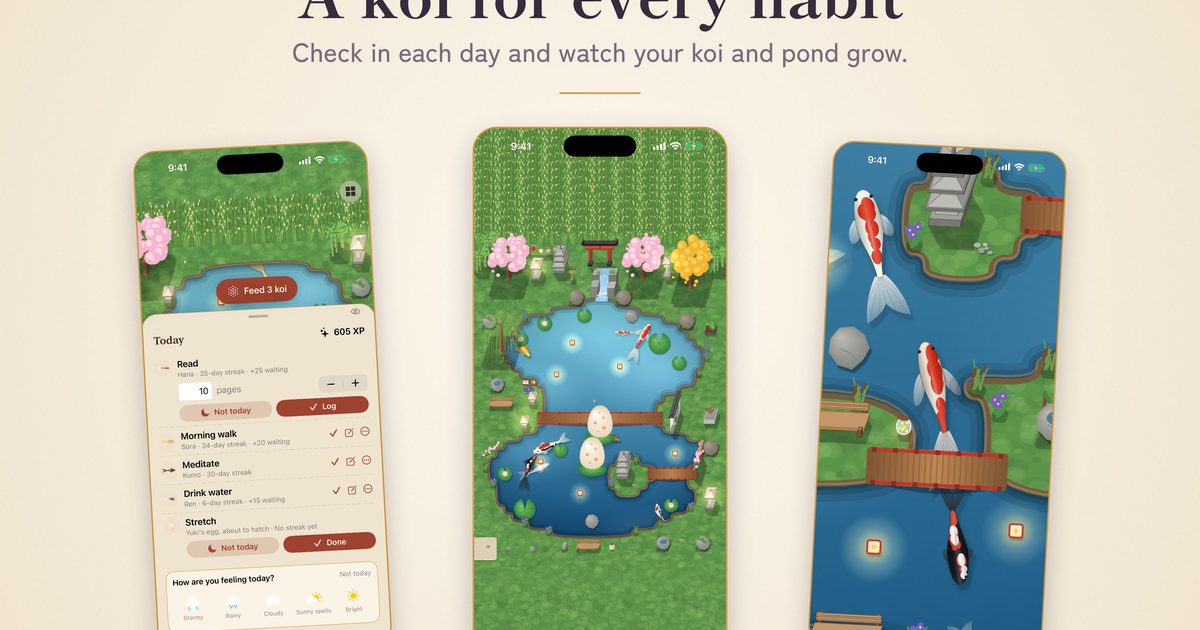 A koi for every habit
Check in each day and watch your koi and pond grow.
9:41
Feed 3 koi
605 XP
Today
Read
Hana · 35-day streak · +25 waiting
10 pages
− +
Not today
✓ Log
Morning walk
Sora · 34-day streak · +20 waiting
Meditate
Kumo · 30-day streak
Drink water
Ren · 6-day streak · +15 waiting
Stretch
Yuki's egg, about to hatch · No streak yet
Not today
✓ Done
How are you feeling today?
Not today
Stormy
Rainy
Cloudy
Sunny spells
Bright
9:41
9:41